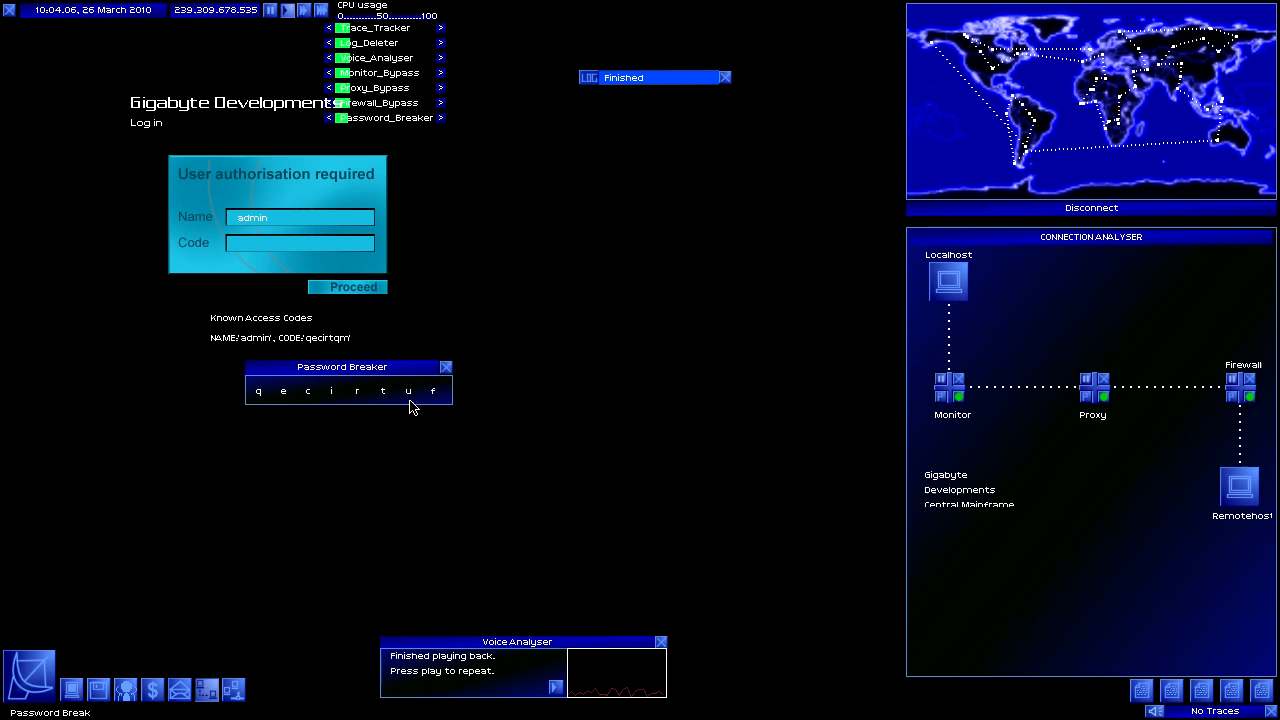 10:04.06, 26 March 2010
239.309.678.535
CPU usage
0............50.......100
< Trace_Tracker >
< Log_Deleter >
< Voice_Analyser >
< Monitor_Bypass >
< Proxy_Bypass >
< Firewall_Bypass >
< Password_Breaker >
LOG Finished
Gigabyte Developments
Log in
User authorisation required
Name admin
Code
Proceed
Known Access Codes
NAME:'admin', CODE:'qecirtqm'
Password Breaker
q e c i r t u f
Disconnect
CONNECTION ANALYSER
Localhost
Firewall
Monitor
Proxy
Gigabyte
Developments
Central Mainframe
Remotehost
Voice Analyser
Finished playing back.
Press play to repeat.
Password Break
No Traces